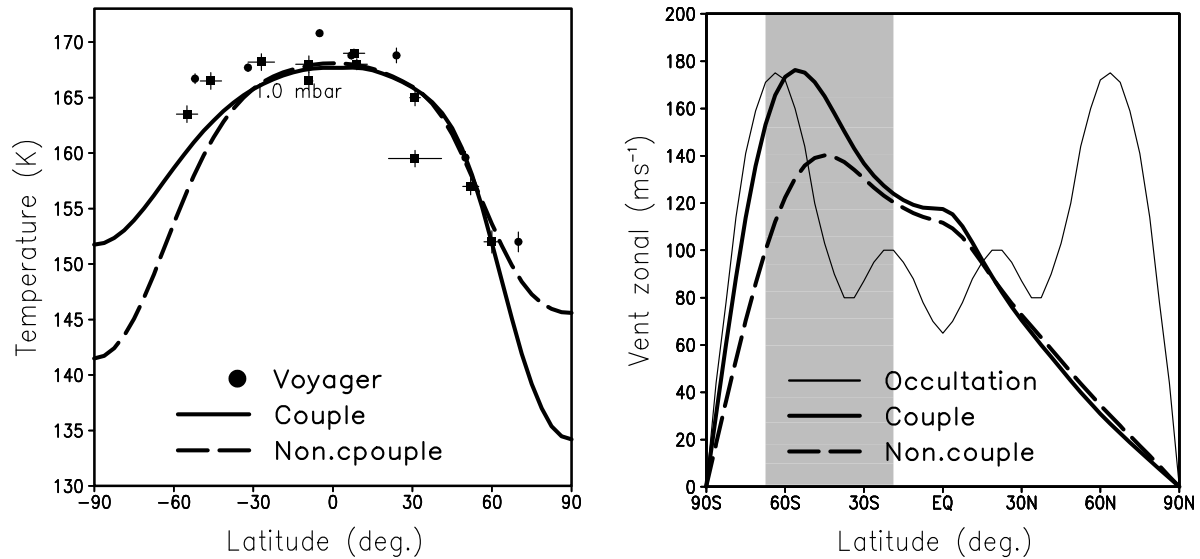 170
165
160
155
150
145
140
135
130
Temperature (K)
1.0 mbar
Voyager
Couple
Non.cpouple
−90
−60
−30
0
30
60
90
Latitude (deg.)
200
180
160
140
120
100
80
60
40
20
0
Vent zonal (ms⁻¹)
Occultation
Couple
Non.couple
90S
60S
30S
EQ
30N
60N
90N
Latitude (deg.)